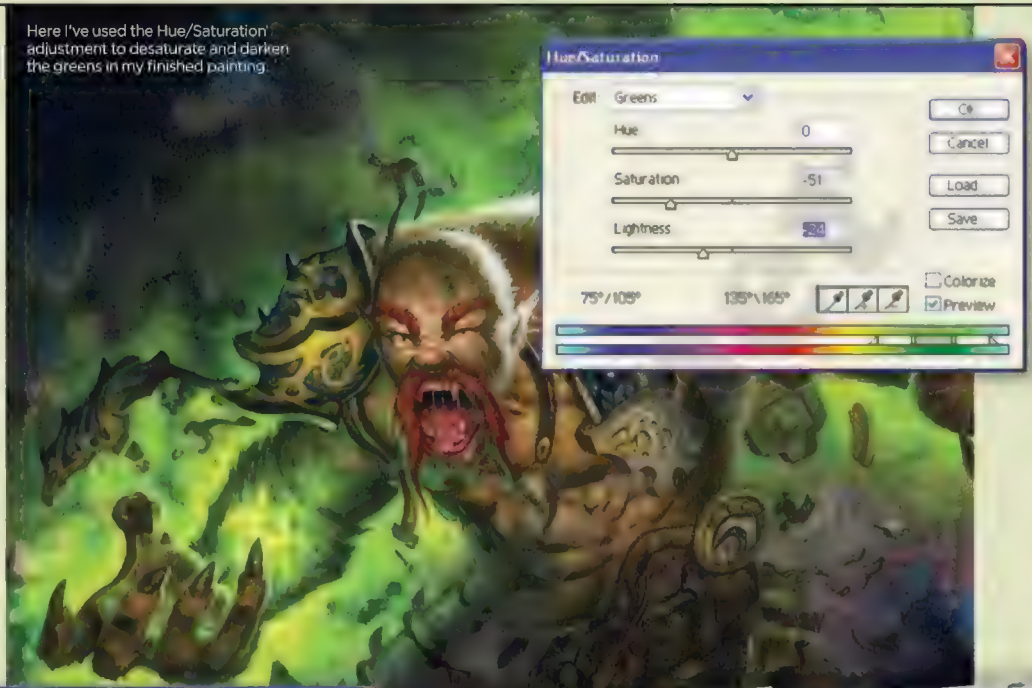 Here I've used the Hue/Saturation'
adjustment to desaturate and darken
the greens in my finished painting.
Hue/Saturation
Edit: Greens
OK
Hue 0
Cancel
Saturation -51
Load
Lightness
Save
Colorize
75°/105° 135°\165°
Preview